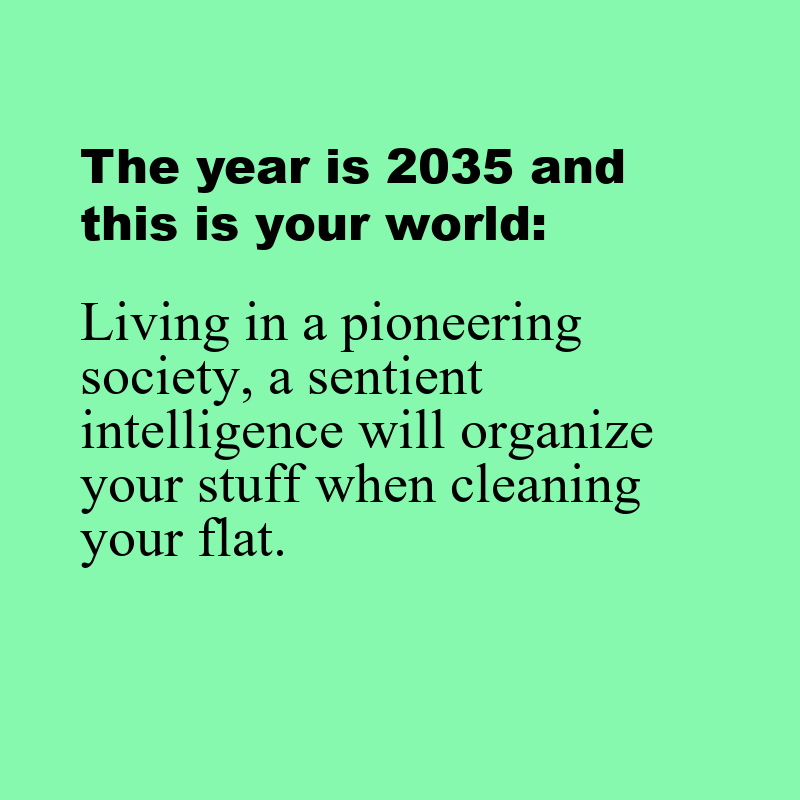 The year is 2035 and
this is your world:
Living in a pioneering
society, a sentient
intelligence will organize
your stuff when cleaning
your flat.